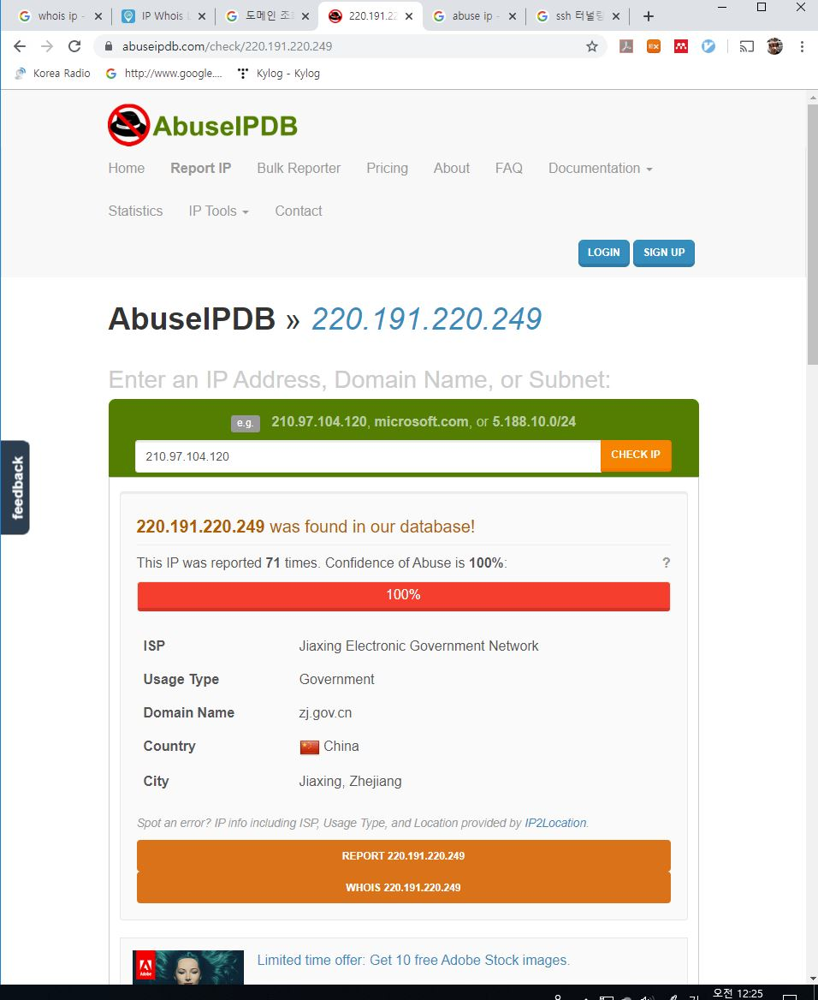 whois ip -
IP Whois L
도메인 조회
220.191.22
abuse ip -
ssh 터널링
abuseipdb.com/check/220.191.220.249
Korea Radio
http://www.google....
Kylog - Kylog
AbuseIPDB
Home Report IP Bulk Reporter Pricing About FAQ Documentation
Statistics IP Tools Contact
LOGIN SIGN UP
AbuseIPDB » 220.191.220.249
Enter an IP Address, Domain Name, or Subnet:
e.g. 210.97.104.120, microsoft.com, or 5.188.10.0/24
210.97.104.120 CHECK IP
feedback
220.191.220.249 was found in our database!
This IP was reported 71 times. Confidence of Abuse is 100%: ?
100%
ISP Jiaxing Electronic Government Network
Usage Type Government
Domain Name zj.gov.cn
Country China
City Jiaxing, Zhejiang
Spot an error? IP info including ISP, Usage Type, and Location provided by IP2Location.
REPORT 220.191.220.249
WHOIS 220.191.220.249
Adobe
Limited time offer: Get 10 free Adobe Stock images.
오전 12:25